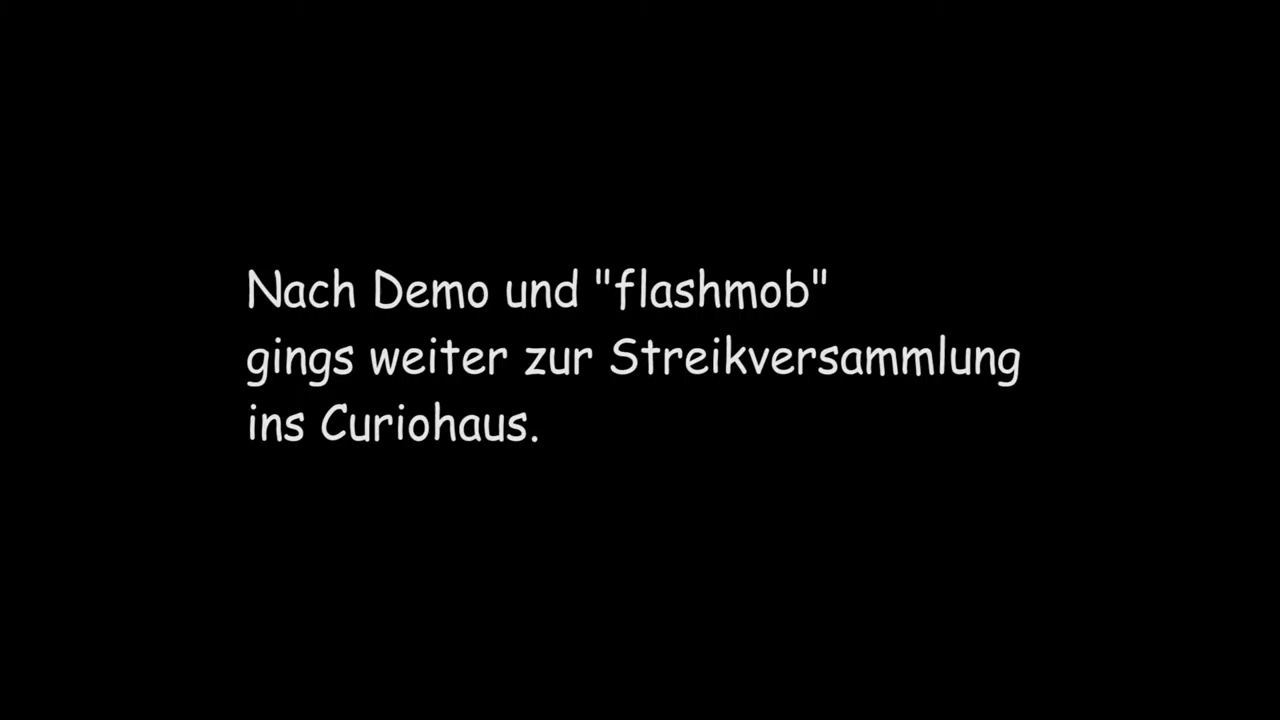 Nach Demo und "flashmob"
gings weiter zur Streikversammlung
ins Curiohaus.